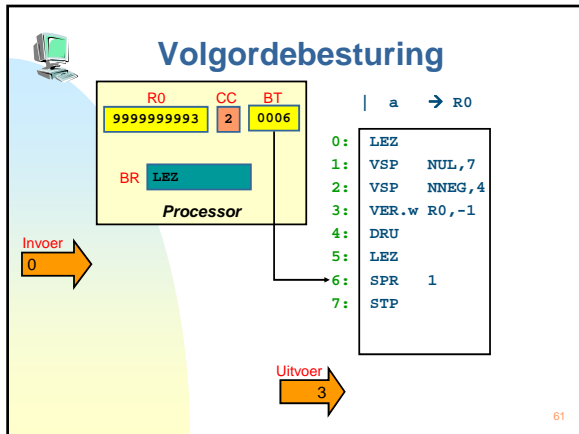 Volgordebesturing
R0 CC BT
9999999993 2 0006
BR LEZ
Processor
Invoer
0
| a → R0
0: LEZ
1: VSP NUL,7
2: VSP NNEG,4
3: VER.w R0,-1
4: DRU
5: LEZ
6: SPR 1
7: STP
Uitvoer
3
61